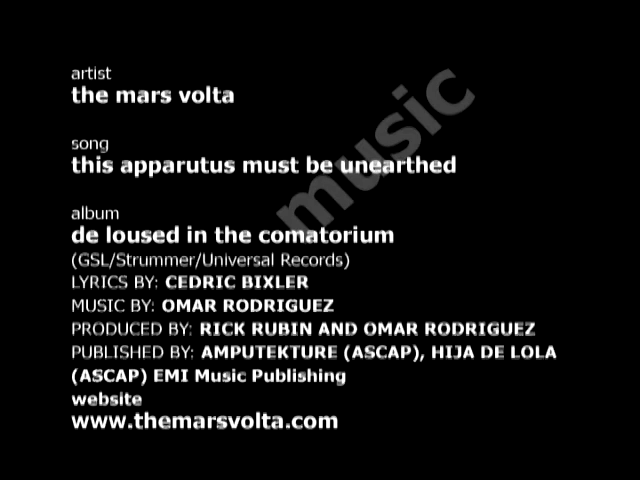 artist
the mars volta
music
song
this apparutus must be unearthed
album
de loused in the comatorium
(GSL/Strummer/Universal Records)
LYRICS BY: CEDRIC BIXLER
MUSIC BY: OMAR RODRIGUEZ
PRODUCED BY: RICK RUBIN AND OMAR RODRIGUEZ
PUBLISHED BY: AMPUTEKTURE (ASCAP), HIJA DE LOLA
(ASCAP) EMI Music Publishing
website
www.themarsvolta.com